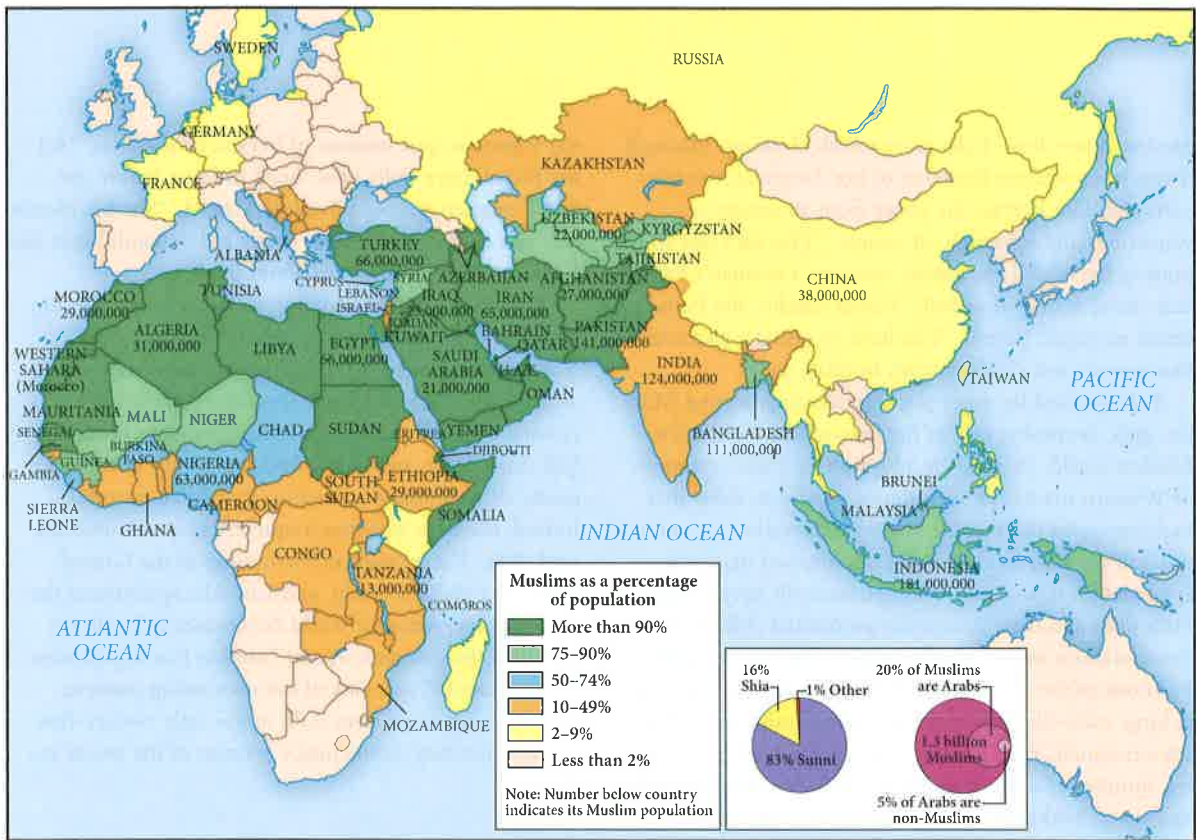 SWEDEN
RUSSIA
GERMANY
FRANCE
KAZAKHSTAN
UZBEKISTAN
22,000,000
KYRGYZSTAN
TAJIKISTAN
ALBANIA
TURKEY
66,000,000
AZERBAIJAN
CYPRUS
SYRIA
LEBANON
ISRAEL
IRAQ
IRAN
65,000,000
AFGHANISTAN
27,000,000
CHINA
38,000,000
TUNISIA
MOROCCO
29,000,000
ALGERIA
31,000,000
LIBYA
EGYPT
66,000,000
JORDAN
KUWAIT
BAHRAIN
QATAR
PAKISTAN
141,000,000
SAUDI
ARABIA
21,000,000
U.A.E.
OMAN
INDIA
124,000,000
TAIWAN
PACIFIC
OCEAN
WESTERN
SAHARA
(Morocco)
MAURITANIA
MALI
NIGER
CHAD
SUDAN
ERITREA
YEMEN
DJIBOUTI
BANGLADESH
111,000,000
SENEGAL
GAMBIA
GUINEA
BURKINA
FASO
NIGERIA
63,000,000
SIERRA
LEONE
GHANA
CAMEROON
SOUTH
SUDAN
ETHIOPIA
29,000,000
SOMALIA
BRUNEI
MALAYSIA
INDIAN OCEAN
CONGO
TANZANIA
13,000,000
COMOROS
INDONESIA
181,000,000
ATLANTIC
OCEAN
MOZAMBIQUE
Muslims as a percentage
of population
More than 90%
75–90%
50–74%
10–49%
2–9%
Less than 2%
Note: Number below country
indicates its Muslim population
16%
Shia
1% Other
83% Sunni
20% of Muslims
are Arabs
1.3 billion
Muslims
5% of Arabs are
non-Muslims